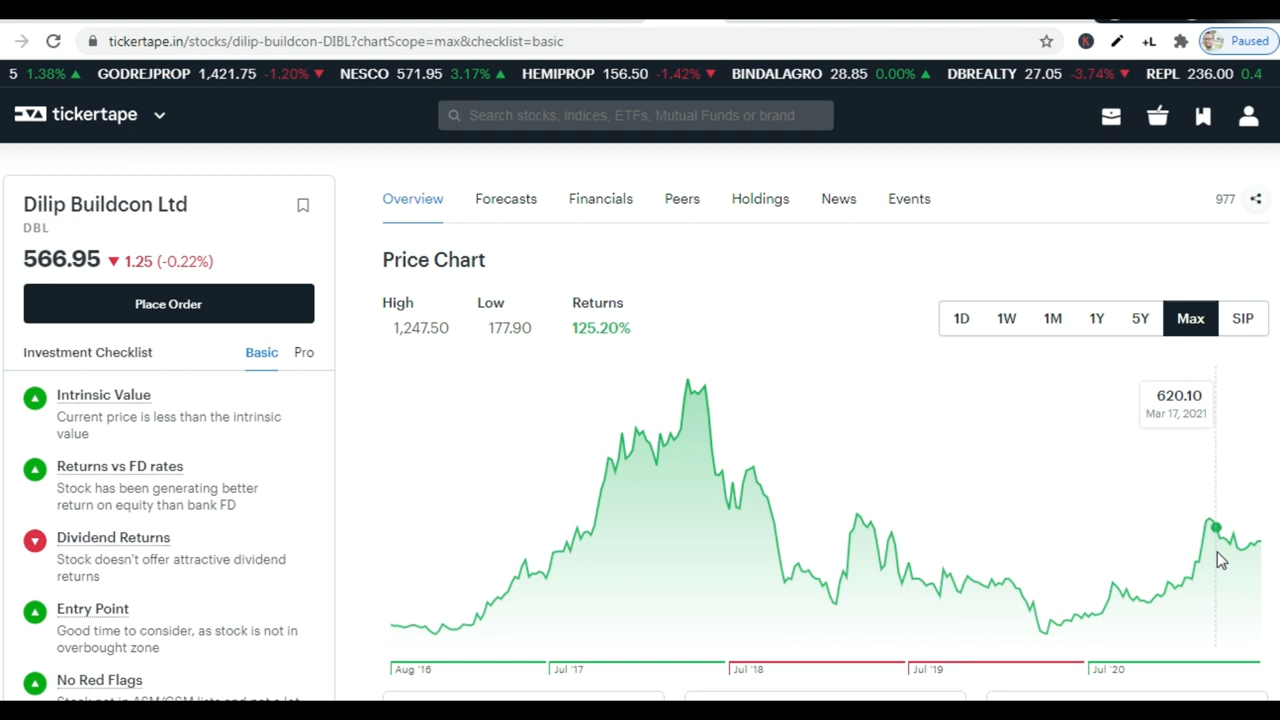 tickertape.in/stocks/dilip-buildcon-DIBL?chartScope=max&checklist=basic
+L
K
Paused
5 1.38% ▲ GODREJPROP 1,421.75 -1.20% ▼ NESCO 571.95 3.17% ▲ HEMIPROP 156.50 -1.42% ▼ BINDALAGRO 28.85 0.00% ▲ DBREALTY 27.05 -3.74% ▼ REPL 236.00 0.4
tickertape
Search stocks, indices, ETFs, Mutual Funds or brand
Dilip Buildcon Ltd
DBL
566.95 ▼ 1.25 (-0.22%)
Place Order
Investment Checklist Basic Pro
Intrinsic Value
Current price is less than the intrinsic
value
Returns vs FD rates
Stock has been generating better
return on equity than bank FD
Dividend Returns
Stock doesn't offer attractive dividend
returns
Entry Point
Good time to consider, as stock is not in
overbought zone
No Red Flags
Overview Forecasts Financials Peers Holdings News Events
977
Price Chart
High Low Returns
1,247.50 177.90 125.20%
1D 1W 1M 1Y 5Y Max SIP
620.10
Mar 17, 2021
Aug '16 Jul '17 Jul '18 Jul '19 Jul '20